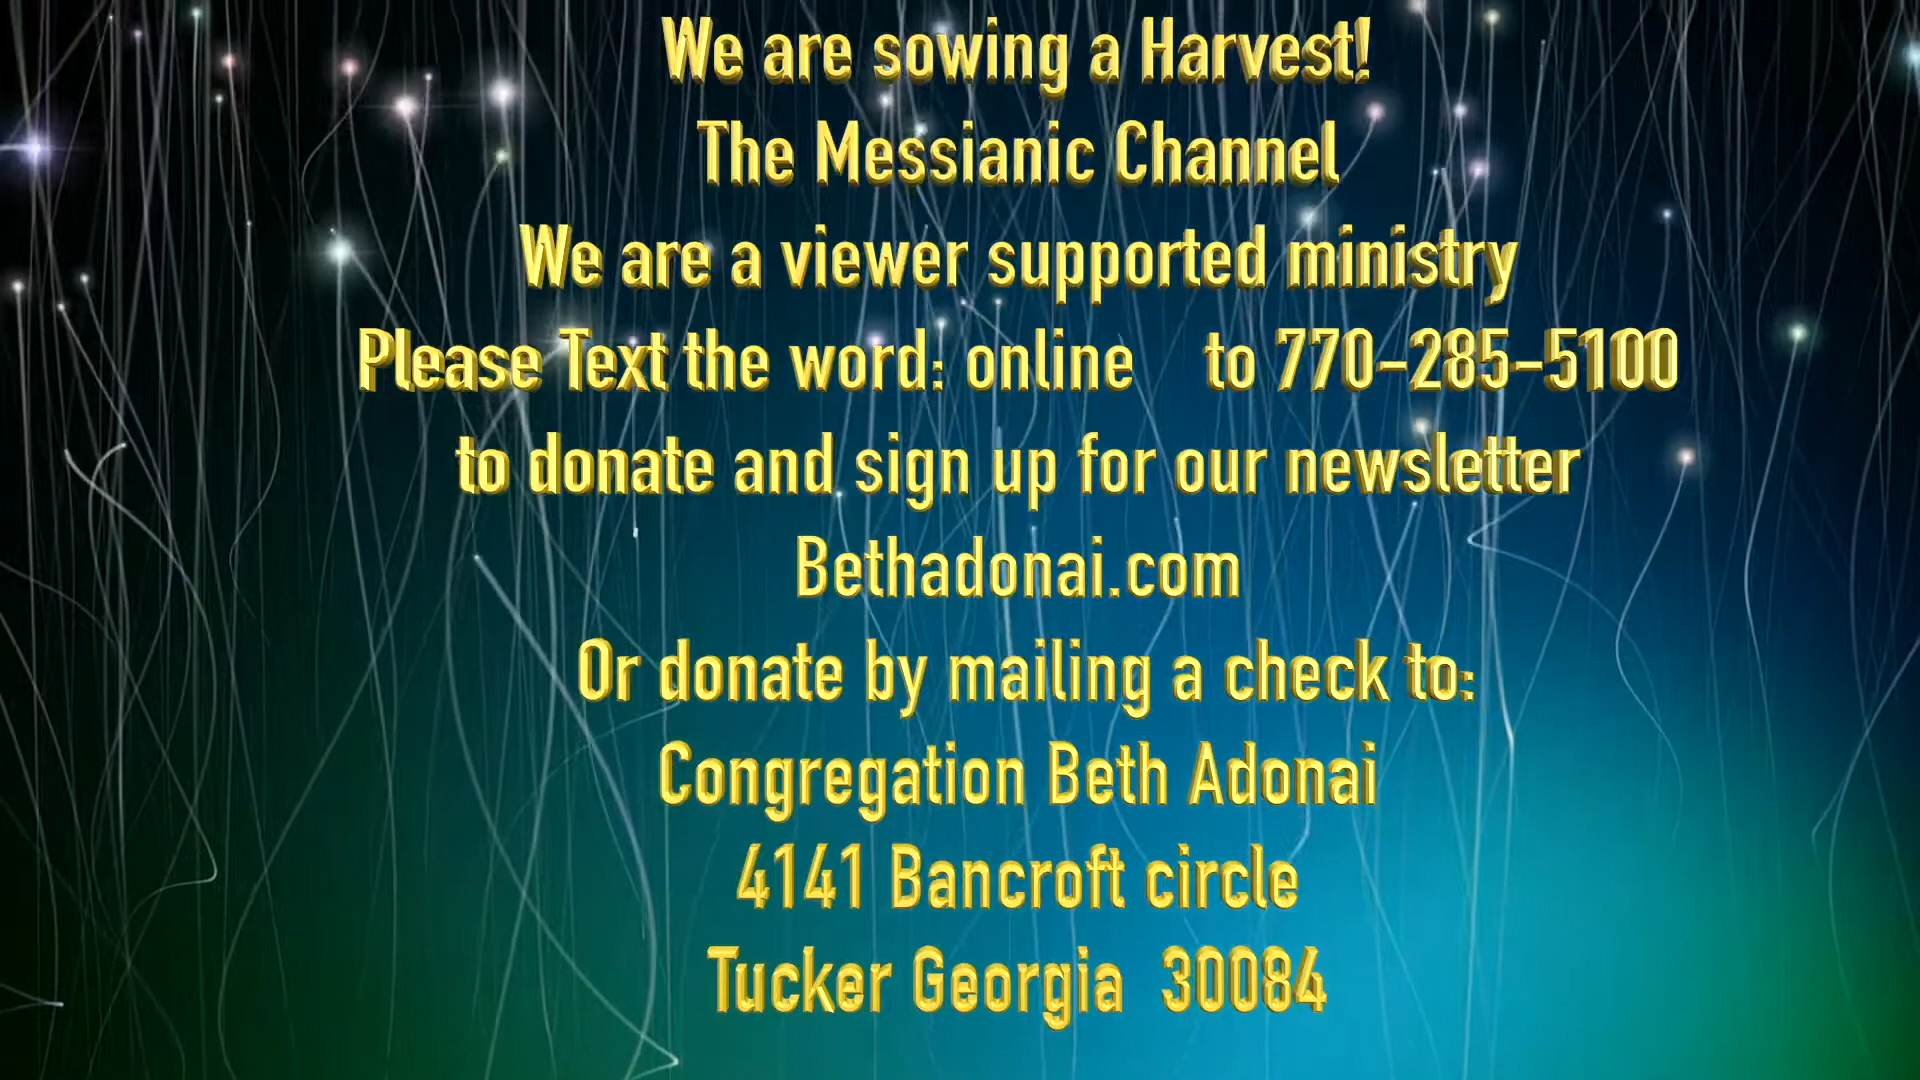 We are sowing a Harvest!
The Messianic Channel
We are a viewer supported ministry
Please Text the word: online to 770-285-5100
to donate and sign up for our newsletter
Bethadonai.com
Or donate by mailing a check to:
Congregation Beth Adonai
4141 Bancroft circle
Tucker Georgia 30084